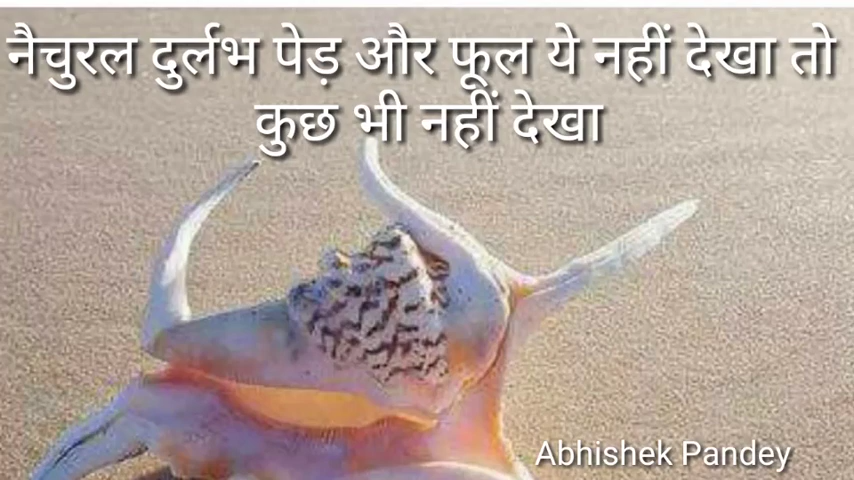 नैचुरल दुर्लभ पेड़ और फूल ये नहीं देखा तो
कुछ भी नहीं देखा
Abhishek Pandey